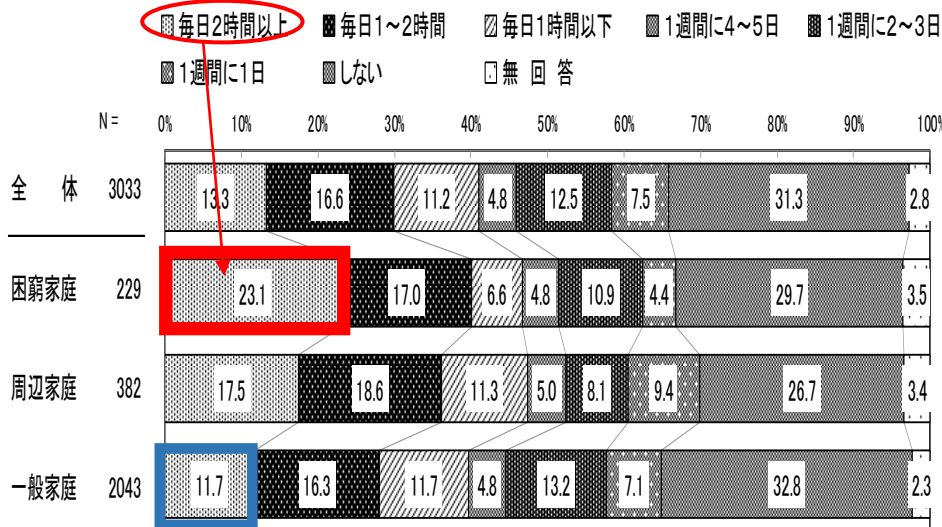 毎日2時間以上 毎日1～2時間 毎日1時間以下 1週間に4～5日 1週間に2～3日
1週間に1日 しない 無 回 答
N= 0% 10% 20% 30% 40% 50% 60% 70% 80% 90% 100%
全 体 3033 13.3 16.6 11.2 4.8 12.5 7.5 31.3 2.8
困窮家庭 229 23.1 17.0 6.6 4.8 10.9 4.4 29.7 3.5
周辺家庭 382 17.5 18.6 11.3 5.0 8.1 9.4 26.7 3.4
一般家庭 2043 11.7 16.3 11.7 4.8 13.2 7.1 32.8 2.3